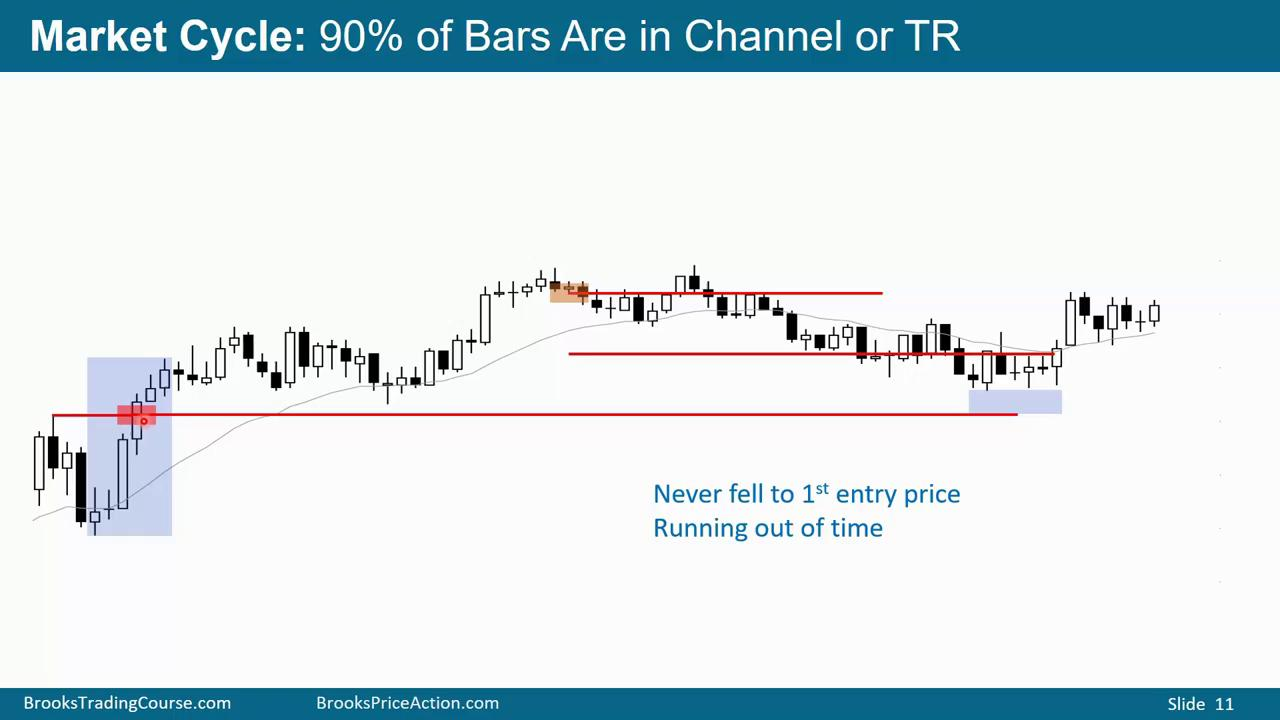 Market Cycle: 90% of Bars Are in Channel or TR
Never fell to 1st entry price
Running out of time
BrooksTradingCourse.com
BrooksPriceAction.com
Slide 11